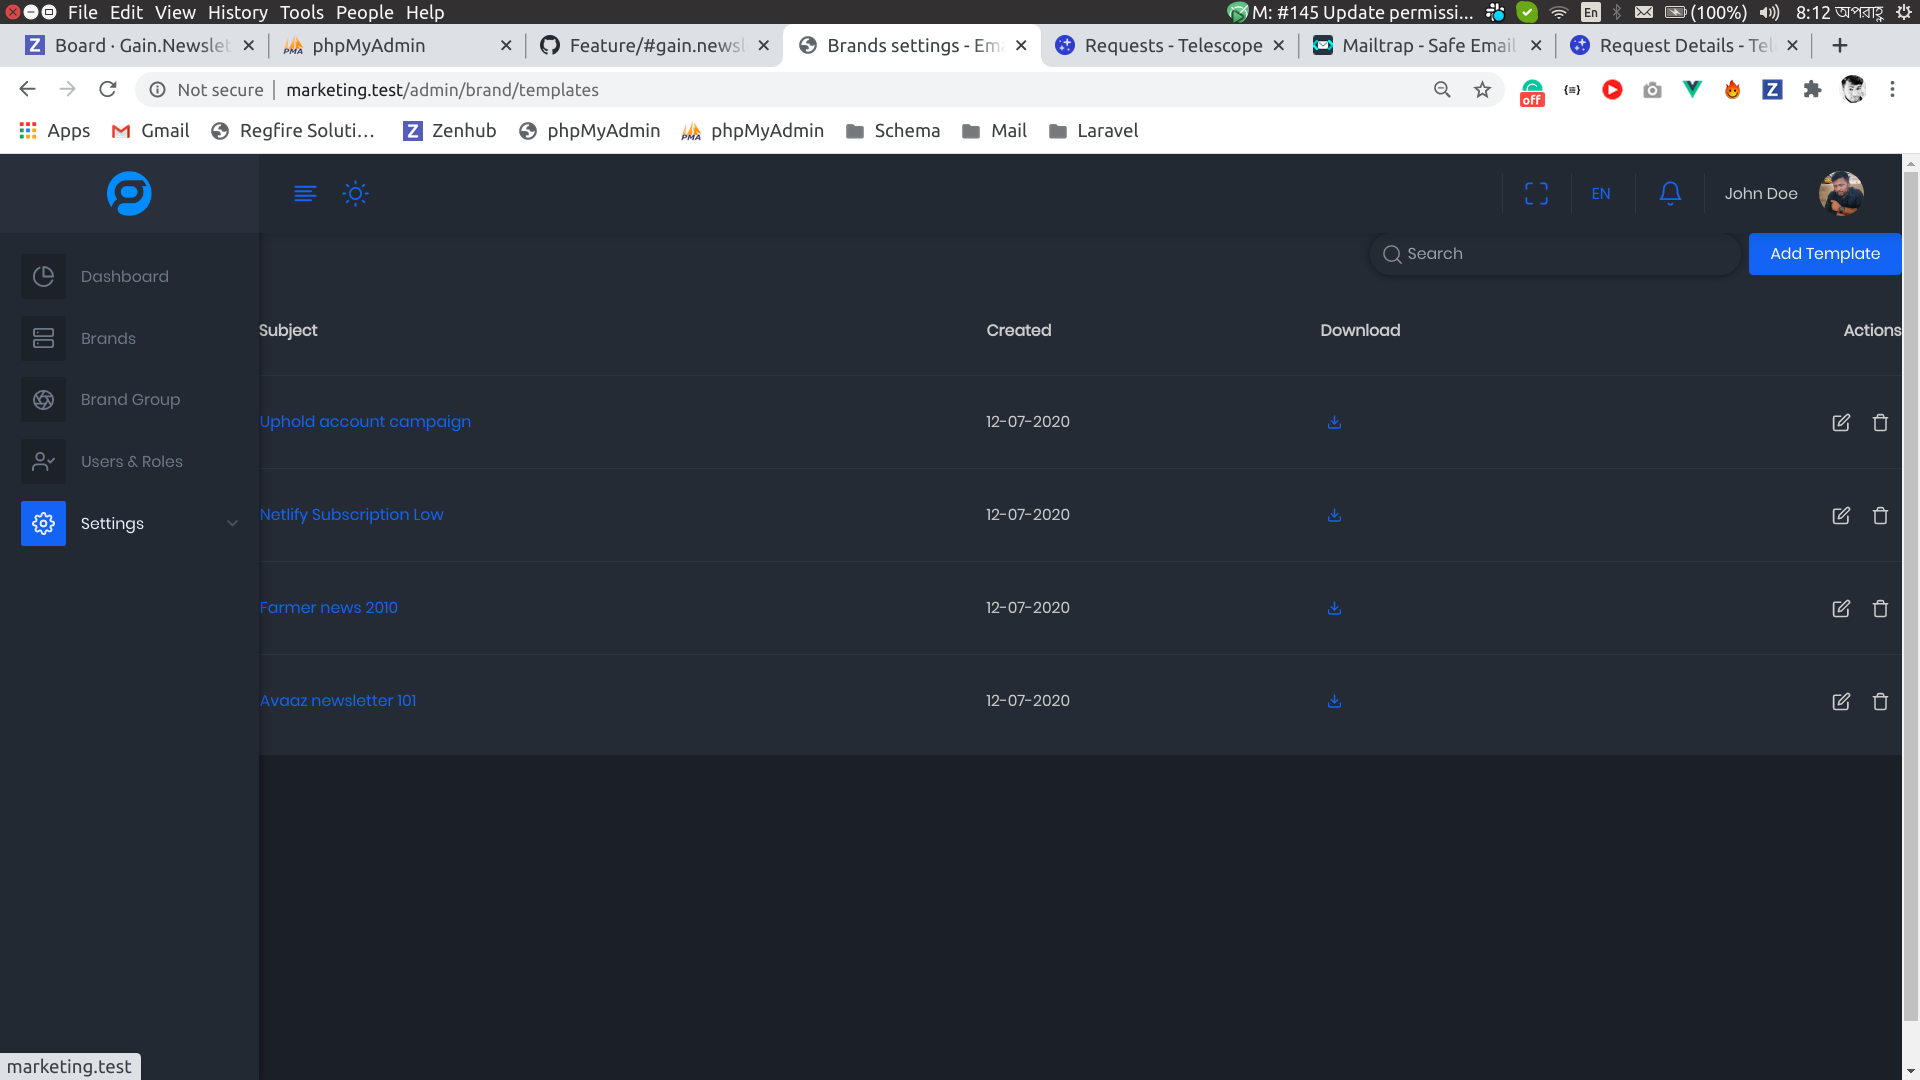 File Edit View History Tools People Help
M: #145 Update permissi... En (100%) 8:12 অপরাহ্ণ
Board · Gain.Newslet
phpMyAdmin
Feature/#gain.newsl
Brands settings - Ema
Requests - Telescope
Mailtrap - Safe Email
Request Details - Tel
Not secure | marketing.test/admin/brand/templates
off
Apps Gmail Regfire Soluti... Zenhub phpMyAdmin phpMyAdmin Schema Mail Laravel
EN John Doe
Search Add Template
Dashboard
Brands
Brand Group
Users & Roles
Settings
Subject Created Download Actions
Uphold account campaign 12-07-2020
Netlify Subscription Low 12-07-2020
Farmer news 2010 12-07-2020
Avaaz newsletter 101 12-07-2020
marketing.test